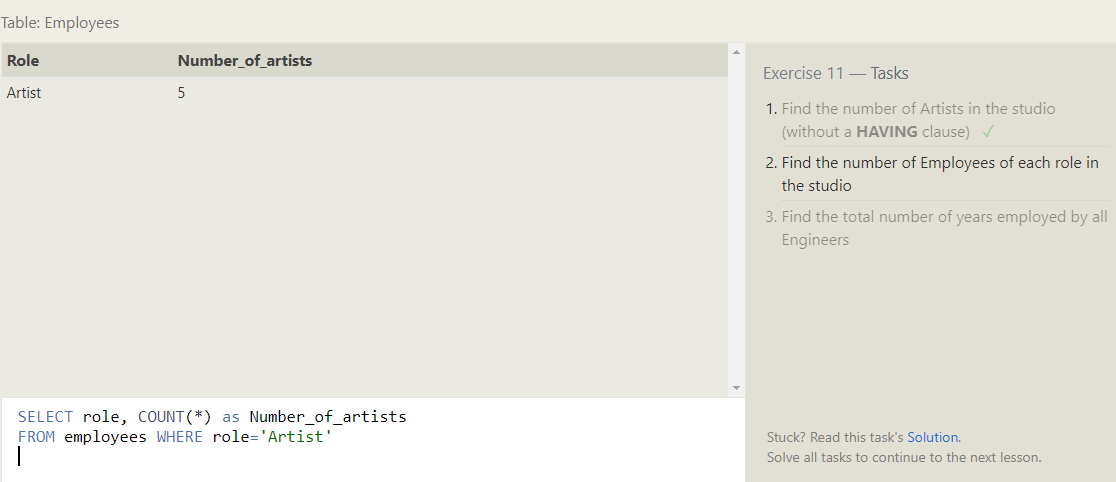 Table: Employees
Role Number_of_artists
Artist 5
Exercise 11 — Tasks
1. Find the number of Artists in the studio
(without a HAVING clause) ✓
2. Find the number of Employees of each role in
the studio
3. Find the total number of years employed by all
Engineers
SELECT role, COUNT(*) as Number_of_artists
FROM employees WHERE role='Artist'
Stuck? Read this task's Solution.
Solve all tasks to continue to the next lesson.